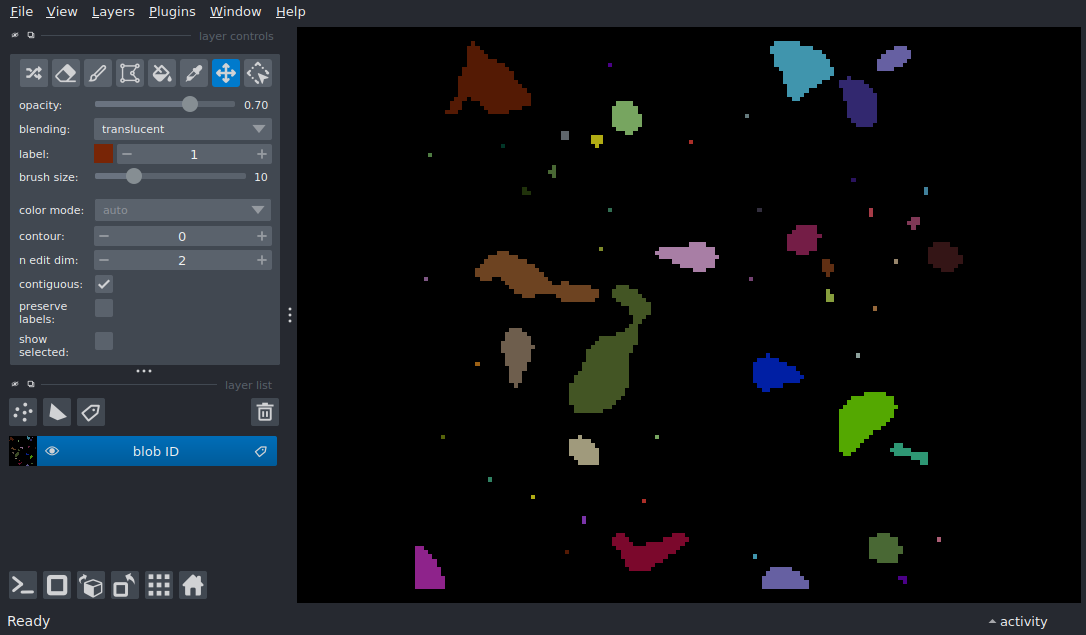 File View Layers Plugins Window Help
layer controls
opacity: 0.70
blending: translucent
label: 1
brush size: 10
color mode: auto
contour: 0
n edit dim: 2
contiguous:
preserve
labels:
show
selected:
layer list
blob ID
Ready
activity